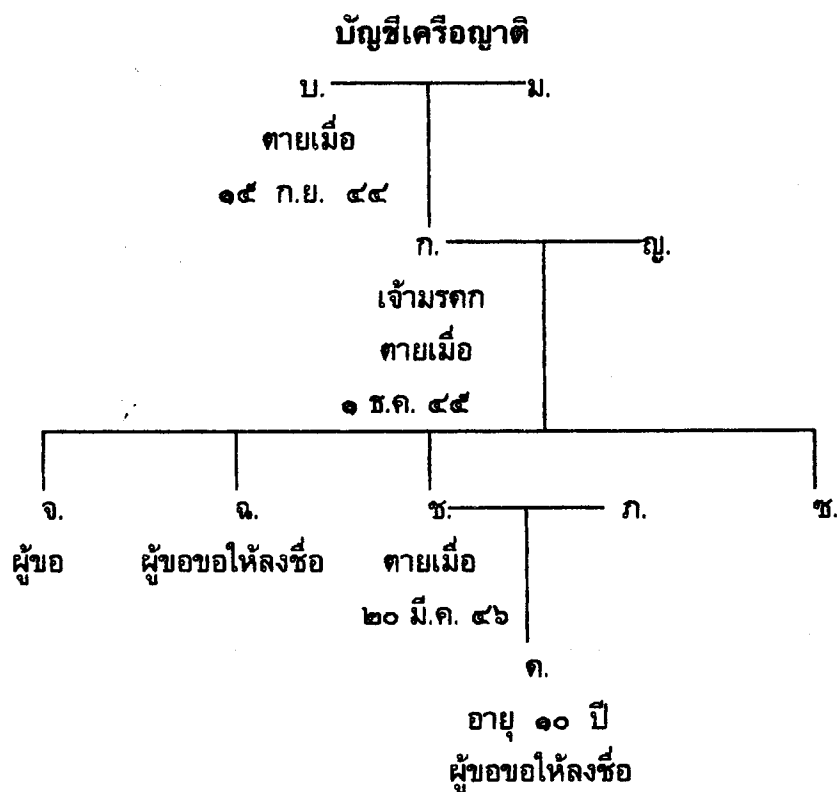 บัญชีเครือญาติ
บ. ม.
ตายเมื่อ
๑๕ ก.ย. ๔๔
ก. ญ.
เจ้ามรดก
ตายเมื่อ
๑ ธ.ค. ๔๕
จ. ฉ. ช. ภ. ซ.
ผู้ขอ ผู้ขอขอให้ลงชื่อ ตายเมื่อ
๒๐ มี.ค. ๔๖
ด.
อายุ ๑๐ ปี
ผู้ขอขอให้ลงชื่อ